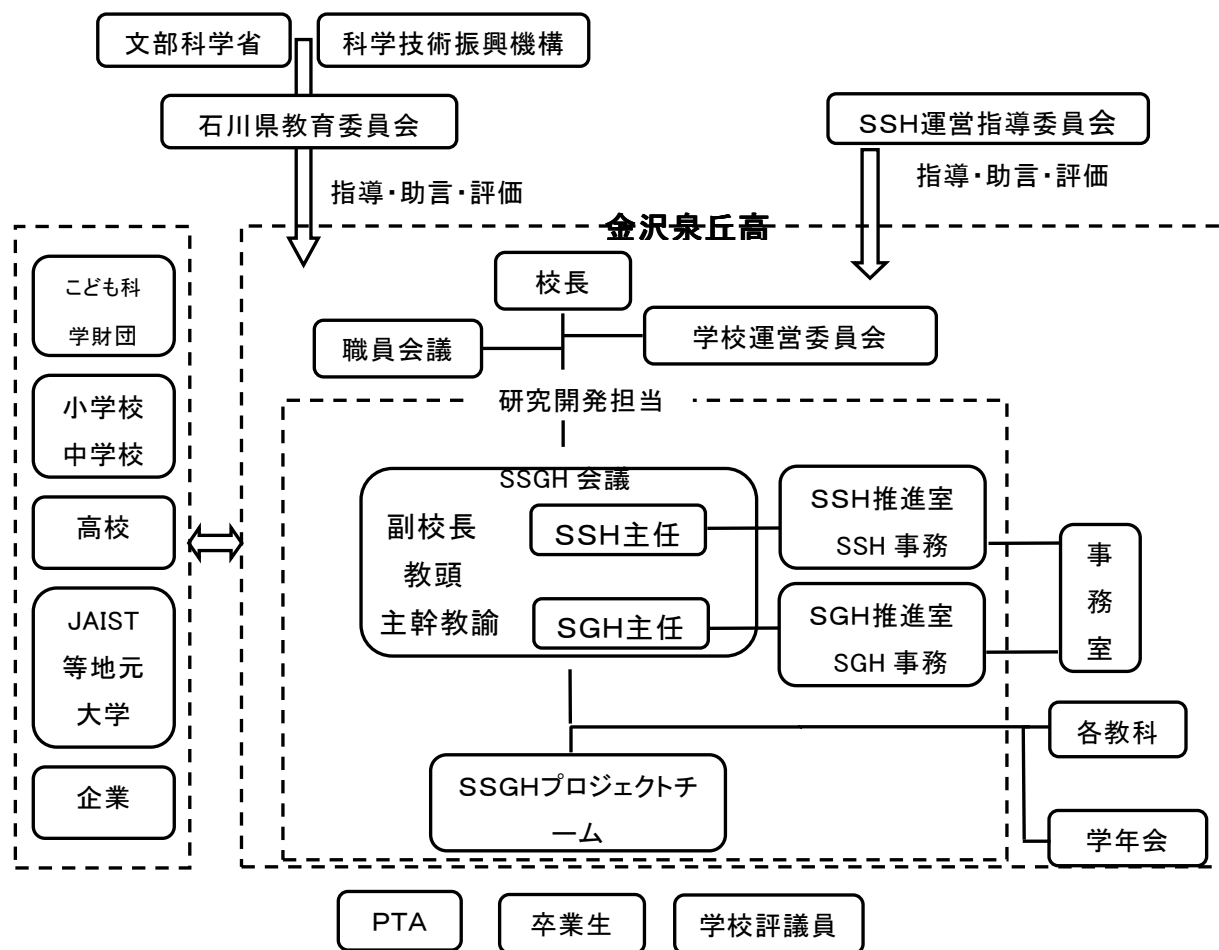 文部科学省
科学技術振興機構
石川県教育委員会
SSH運営指導委員会
指導・助言・評価
指導・助言・評価
金沢泉丘高
こども科
学財団
小学校
中学校
高校
JAIST
等地元
大学
企業
校長
職員会議
学校運営委員会
研究開発担当
SSGH 会議
副校長
教頭
主幹教諭
SSH主任
SGH主任
SSH推進室
SSH 事務
SGH推進室
SGH 事務
事
務
室
各教科
学年会
SSGHプロジェクトチ
ーム
PTA
卒業生
学校評議員